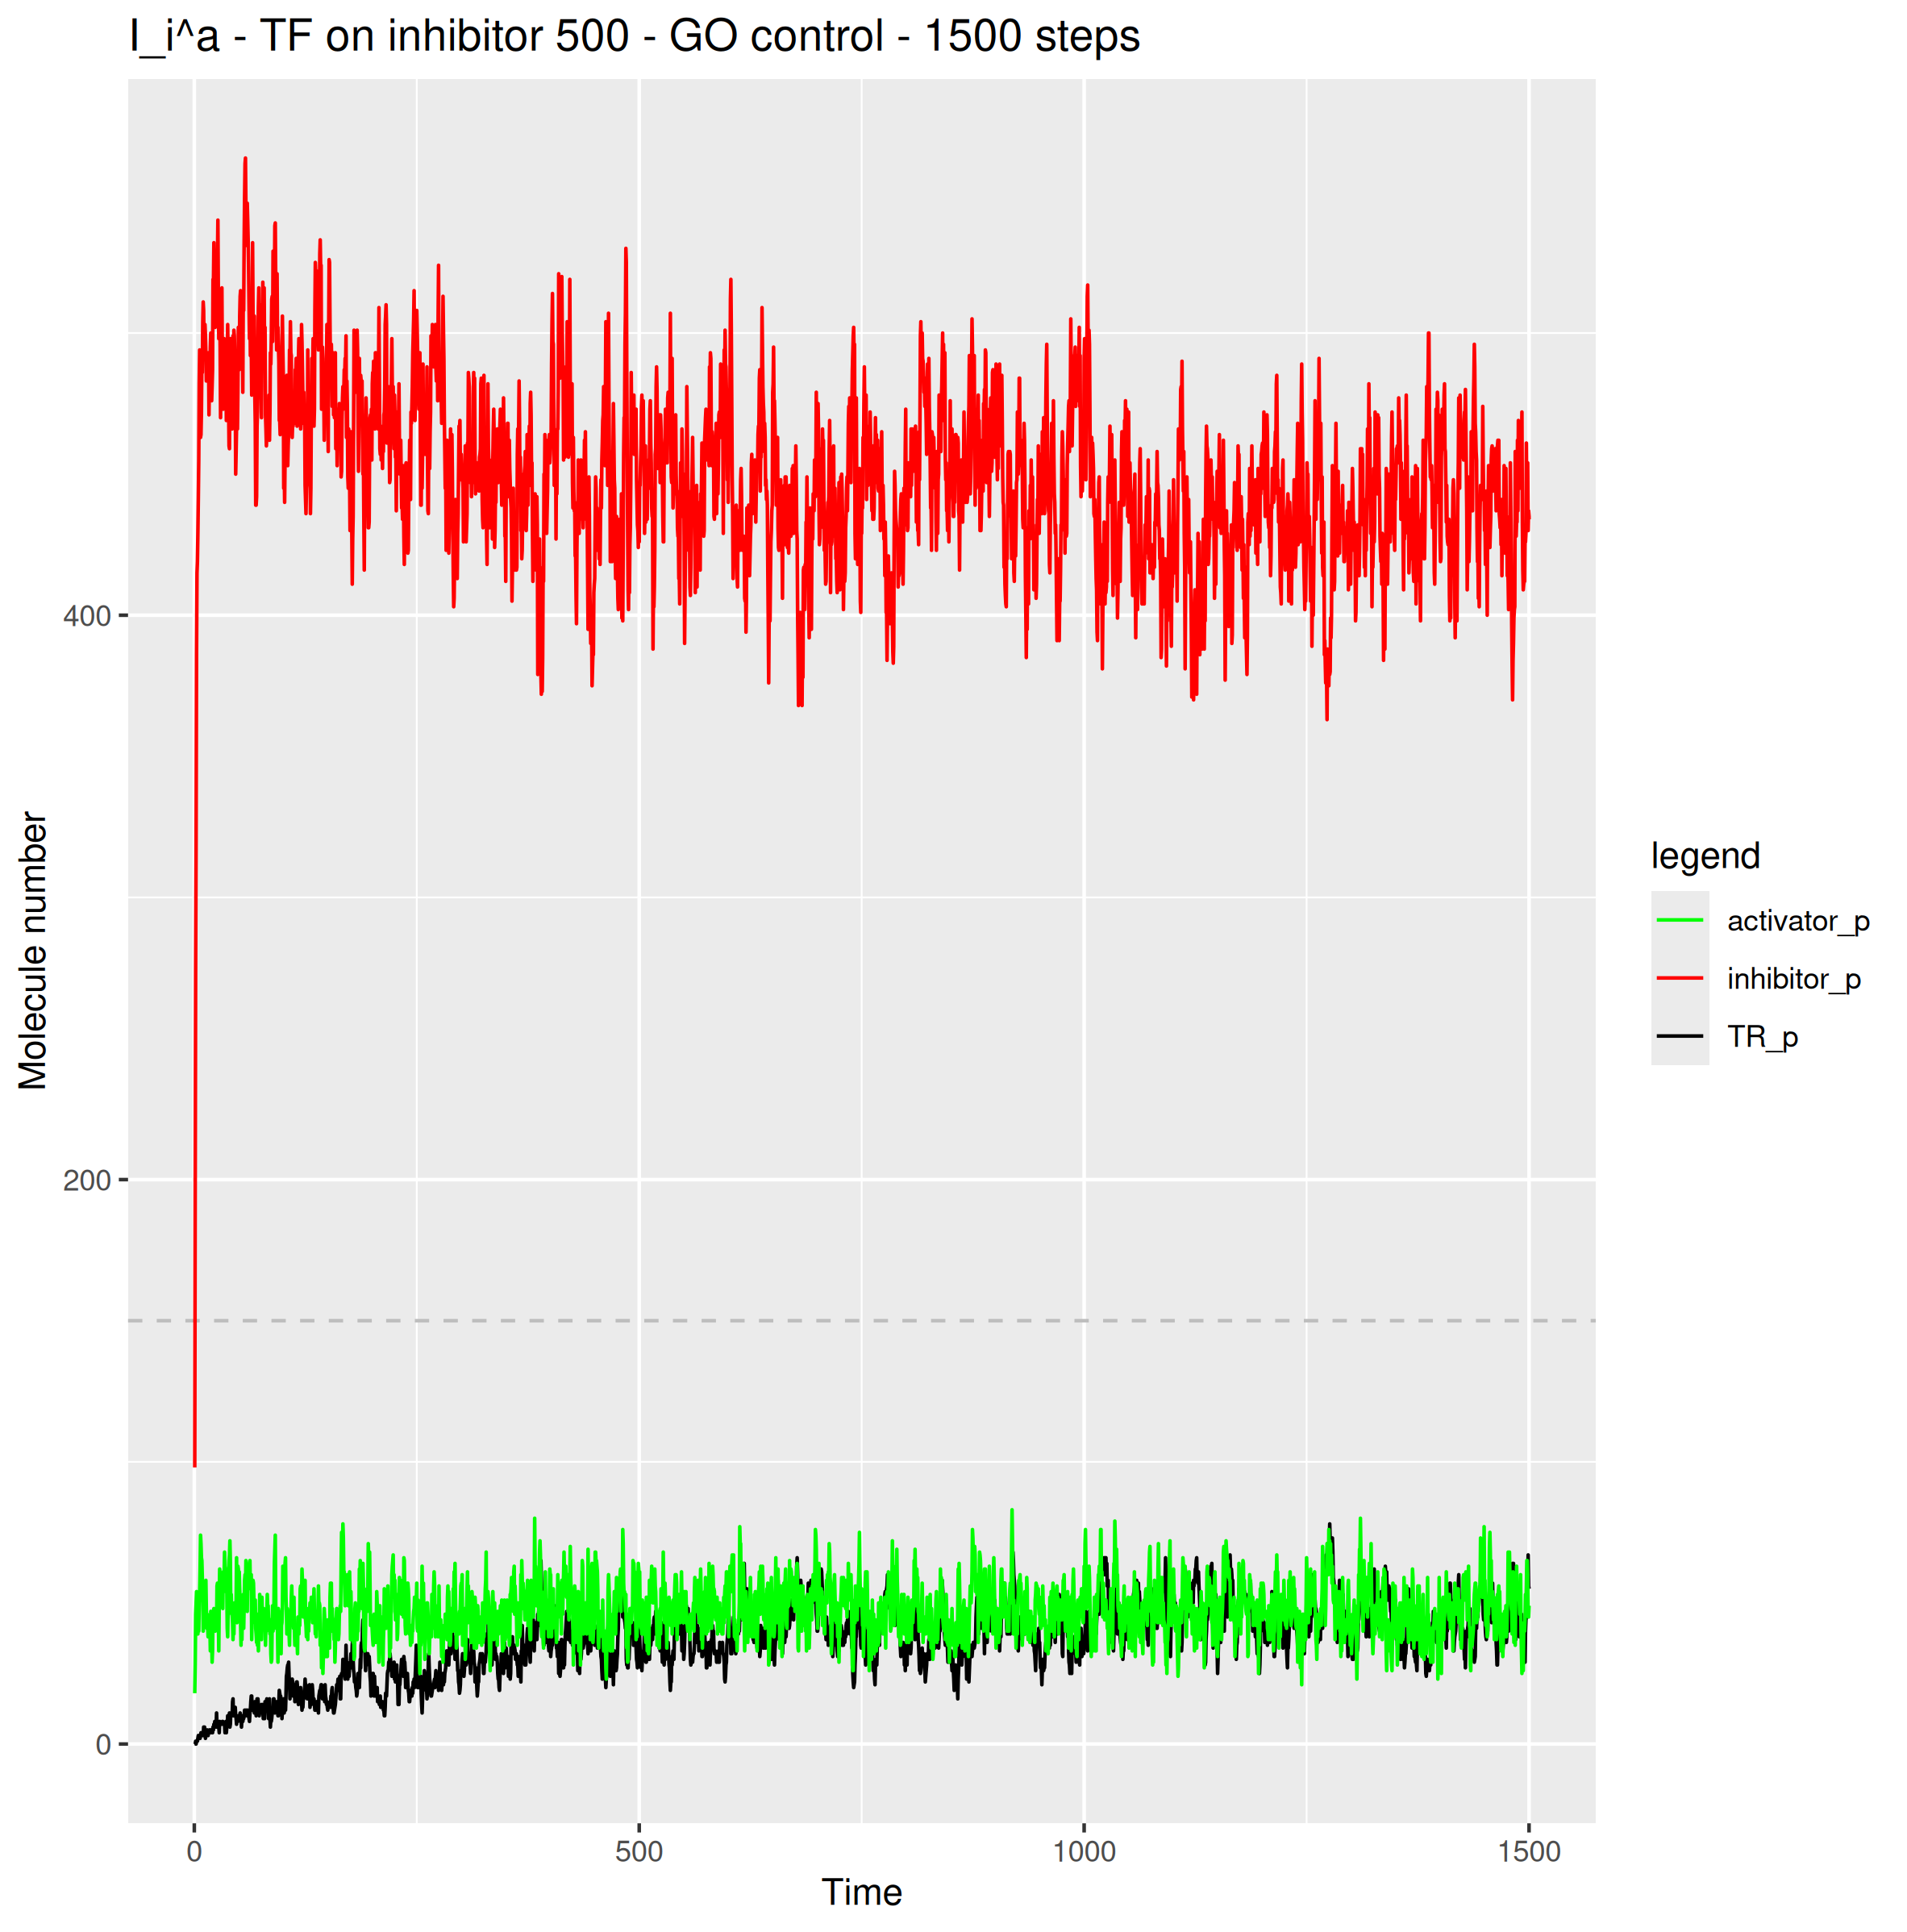 I_i^a - TF on inhibitor 500 - GO control - 1500 steps
Molecule number
400
200
0
0
500
1000
1500
Time
legend
activator_p
inhibitor_p
TR_p